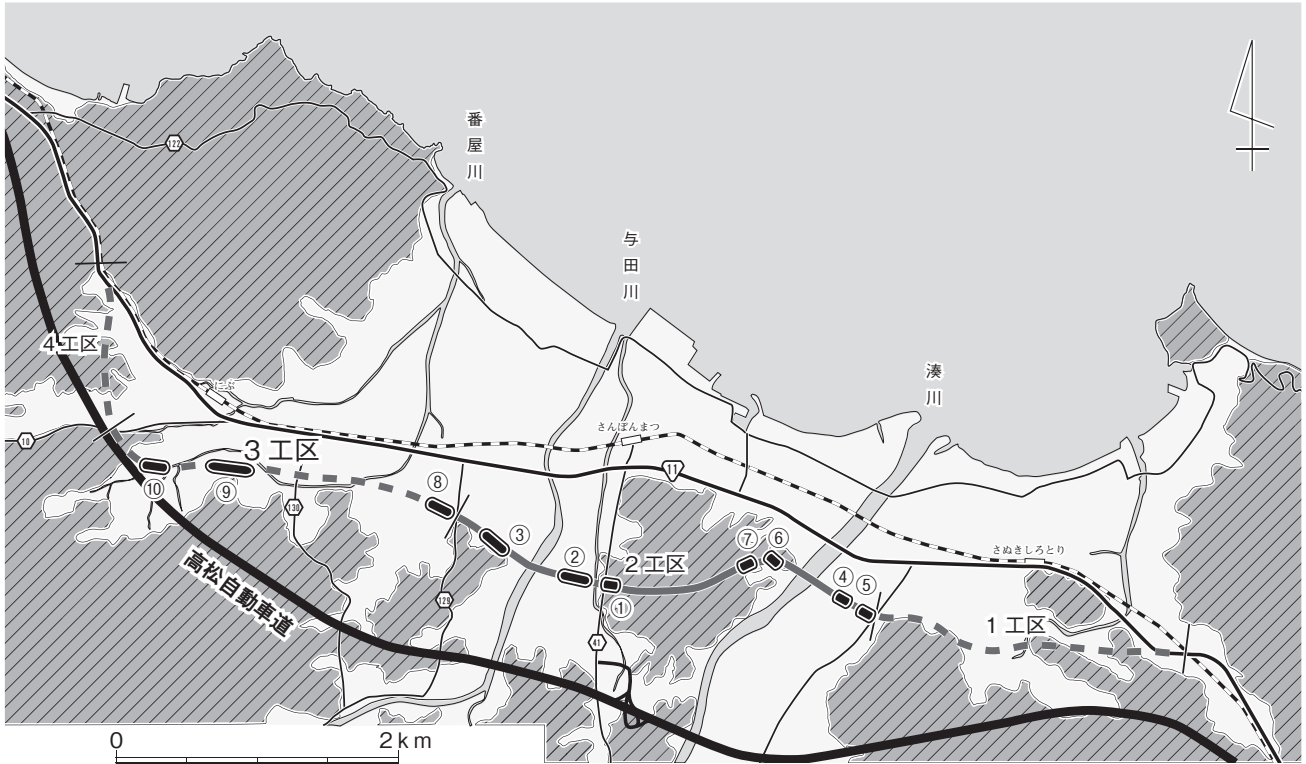 番屋川
与田川
湊川
122
4工区
にぶ
10
3工区
さんぼんまつ
11
⑩
⑨
130
⑧
③
②
①
2工区
⑦
⑥
④
⑤
さぬきしろとり
1工区
129
41
高松自動車道
0
2km